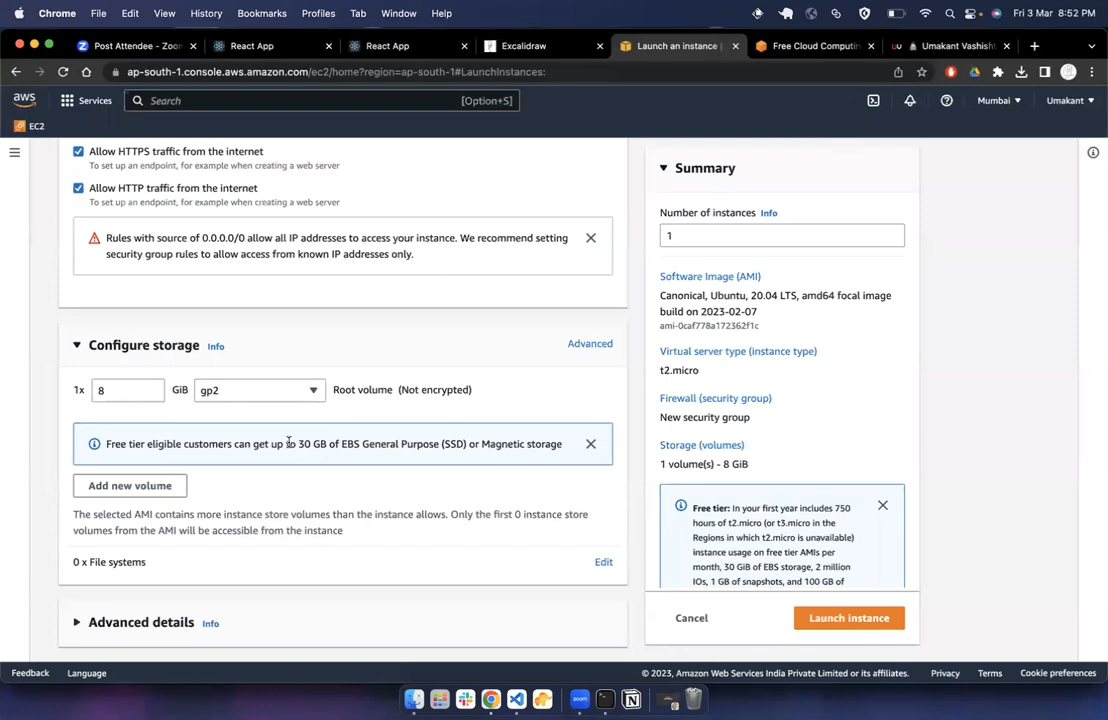 Chrome File Edit View History Bookmarks Profiles Tab Window Help Fri 3 Mar 8:52 PM
Post Attendee - Zoom React App React App Excalidraw Launch an instance Free Cloud Computin Umakant Vashisht
ap-south-1.console.aws.amazon.com/ec2/home?region=ap-south-1#LaunchInstances:
aws Services Search [Option+S] Mumbai Umakant
EC2
Allow HTTPS traffic from the internet
To set up an endpoint, for example when creating a web server
Allow HTTP traffic from the internet
To set up an endpoint, for example when creating a web server
Rules with source of 0.0.0.0/0 allow all IP addresses to access your instance. We recommend setting
security group rules to allow access from known IP addresses only.
Configure storage Info Advanced
1x 8 GiB gp2 Root volume (Not encrypted)
Free tier eligible customers can get up to 30 GB of EBS General Purpose (SSD) or Magnetic storage
Add new volume
The selected AMI contains more instance store volumes than the instance allows. Only the first 0 instance store
volumes from the AMI will be accessible from the instance
0 x File systems Edit
Advanced details Info
Summary
Number of instances Info
1
Software Image (AMI)
Canonical, Ubuntu, 20.04 LTS, amd64 focal image
build on 2023-02-07
ami-0caf778a172362f1c
Virtual server type (instance type)
t2.micro
Firewall (security group)
New security group
Storage (volumes)
1 volume(s) - 8 GiB
Free tier: In your first year includes 750
hours of t2.micro (or t3.micro in the
Regions in which t2.micro is unavailable)
instance usage on free tier AMIs per
month, 30 GiB of EBS storage, 2 million
IOs, 1 GB of snapshots, and 100 GB of
Cancel Launch instance
Feedback Language © 2023, Amazon Web Services India Private Limited or its affiliates. Privacy Terms Cookie preferences
zoom